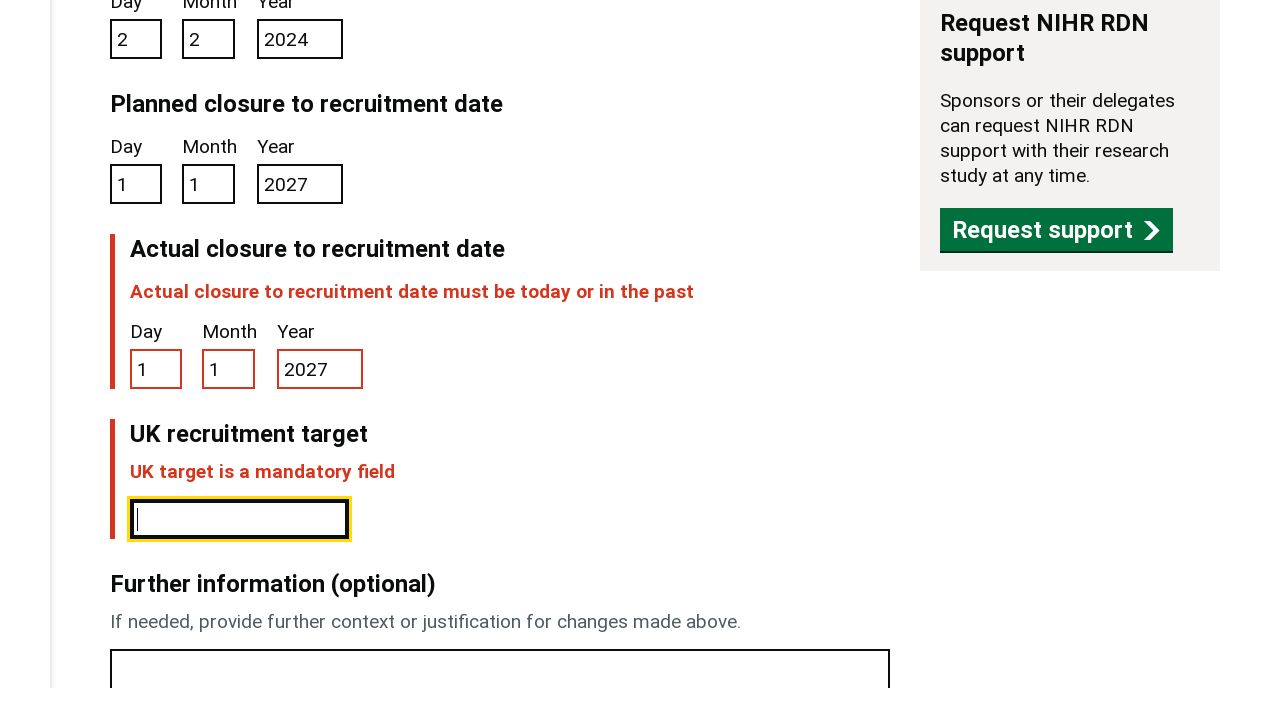 Day Month Year
2 2 2024
Planned closure to recruitment date
Day Month Year
1 1 2027
Actual closure to recruitment date
Actual closure to recruitment date must be today or in the past
Day Month Year
1 1 2027
UK recruitment target
UK target is a mandatory field
Further information (optional)
If needed, provide further context or justification for changes made above.
Request NIHR RDN
support
Sponsors or their delegates
can request NIHR RDN
support with their research
study at any time.
Request support